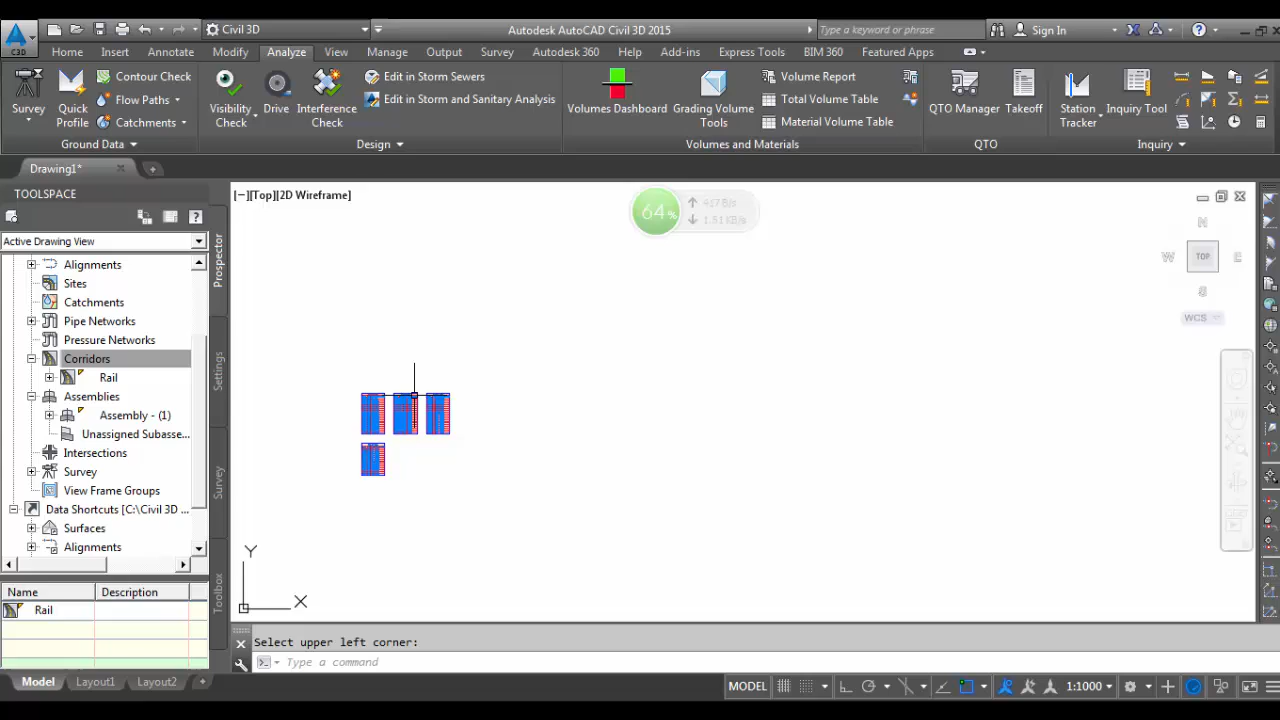 Civil 3D
Autodesk AutoCAD Civil 3D 2015
Type a keyword or phrase
Sign In
C3D
Home Insert Annotate Modify Analyze View Manage Output Survey Autodesk 360 Help Add-ins Express Tools BIM 360 Featured Apps
Survey
Quick Profile
Contour Check
Flow Paths
Catchments
Visibility Check
Drive
Interference Check
Edit in Storm Sewers
Edit in Storm and Sanitary Analysis
Volumes Dashboard
Grading Volume Tools
Volume Report
Total Volume Table
Material Volume Table
QTO Manager
Takeoff
Station Tracker
Inquiry Tool
Ground Data
Design
Volumes and Materials
QTO
Inquiry
Drawing1*
TOOLSPACE
Active Drawing View
Alignments
Sites
Catchments
Pipe Networks
Pressure Networks
Corridors
Rail
Assemblies
Assembly - (1)
Unassigned Subasse...
Intersections
Survey
View Frame Groups
Data Shortcuts [C:\Civil 3D ...
Surfaces
Alignments
Prospector
Settings
Survey
Toolbox
Name Description
Rail
[−][Top][2D Wireframe]
64%
N
W TOP E
S
WCS
Y
X
Select upper left corner:
Type a command
Model Layout1 Layout2
MODEL
1:1000